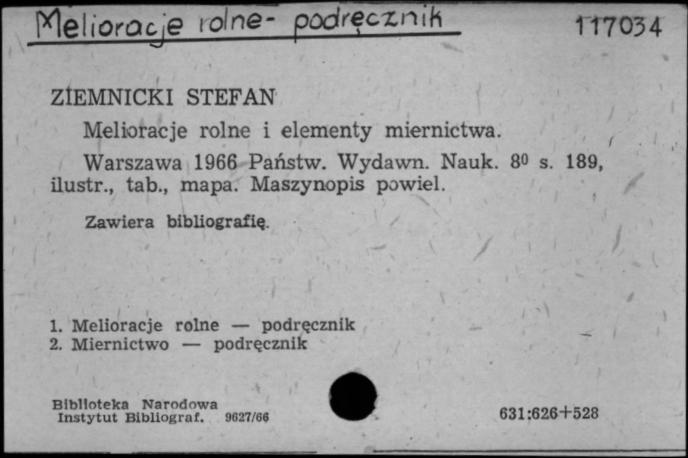 Melioracje rolne - podręcznik 117034
ZIEMNICKI STEFAN
Melioracje rolne i elementy miernictwa.
Warszawa 1966 Państw. Wydawn. Nauk. 8⁰ s. 189,
ilustr., tab., mapa. Maszynopis powiel.
Zawiera bibliografię.
1. Melioracje rolne — podręcznik
2. Miernictwo — podręcznik
Biblioteka Narodowa
Instytut Bibliograf. 9627/66 631:626+528